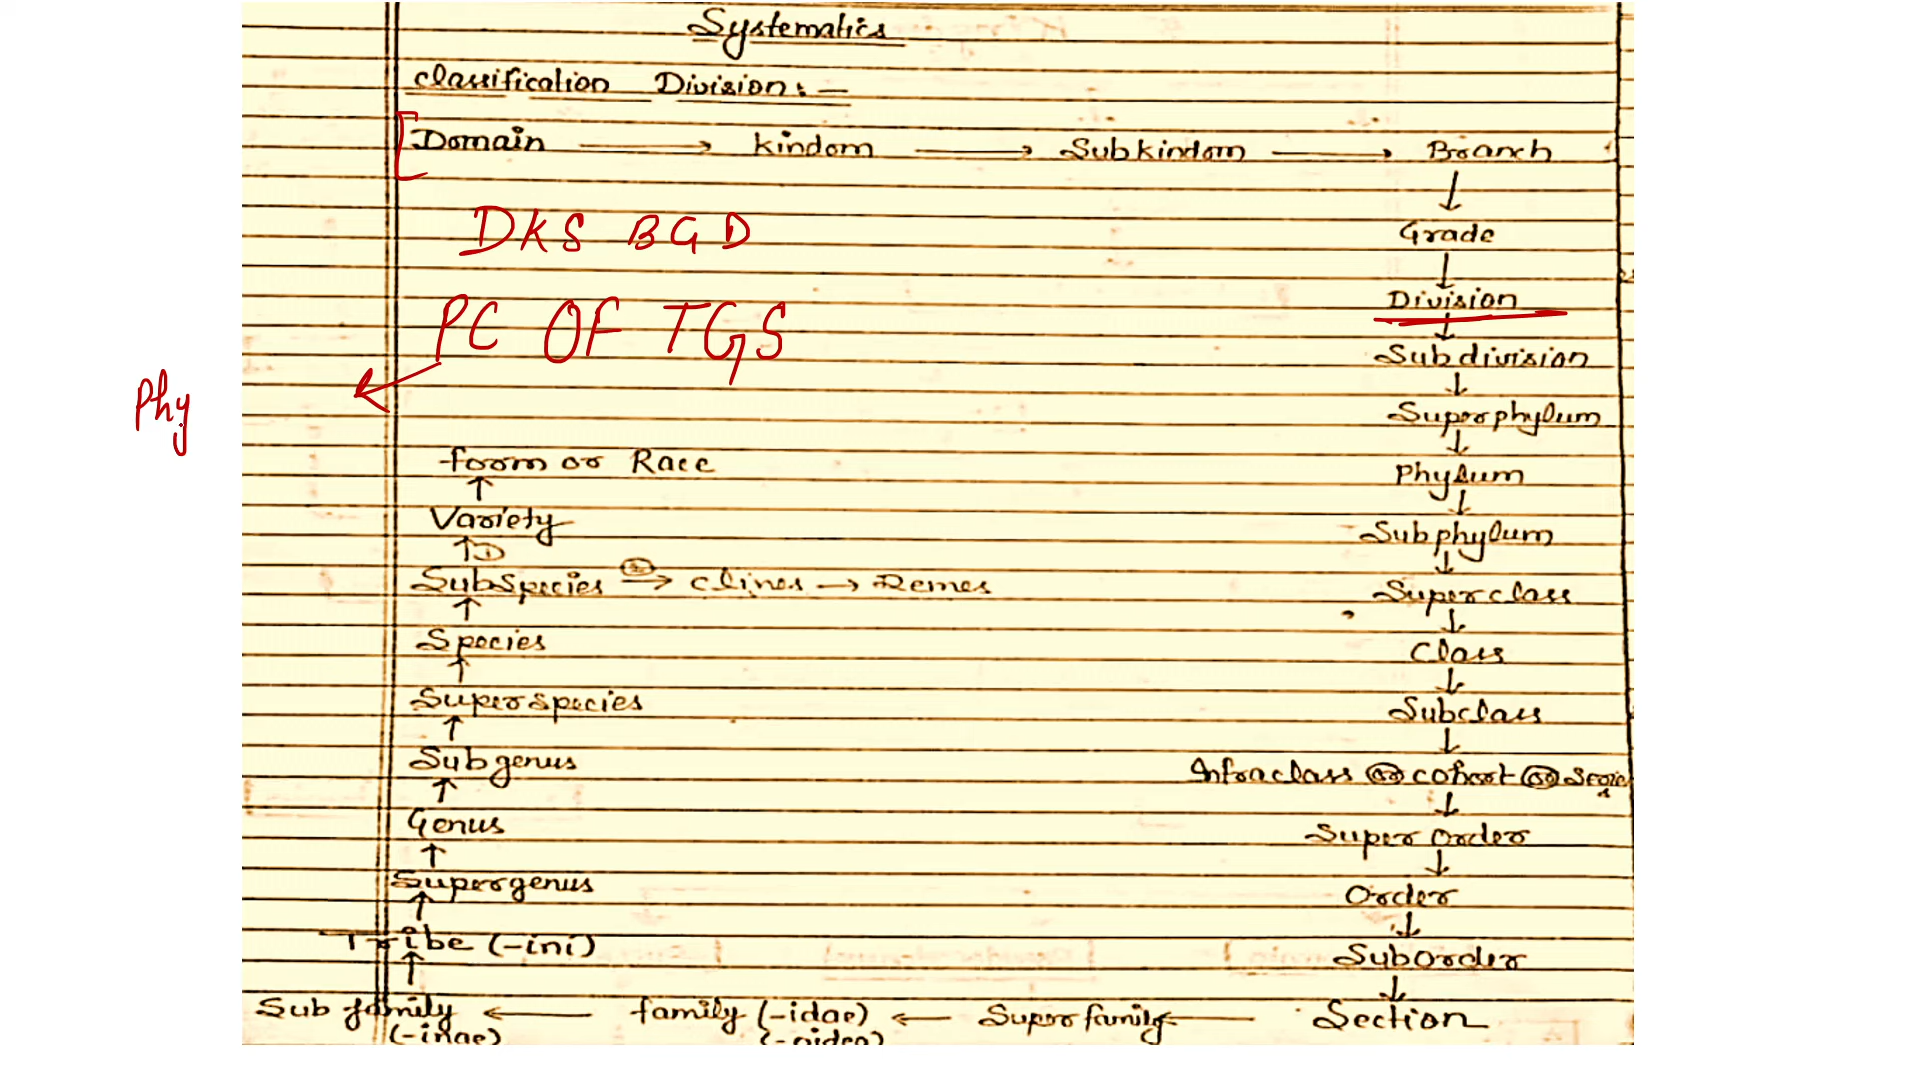 Systematics
Classification Division :-
Domain → Kindom → Subkindom → Branch
↓
DKS BGD
Grade
↓
Division
PC OF TGS
↓
Subdivision
↓
Phy
Superphylum
↓
form or Race
Phylum
↑
↓
Variety
Subphylum
↑ D
↓
SubSpecies → clines → Demes
Superclass
↑
↓
Species
Class
↑
↓
Superspecies
Subclass
↑
↓
Subgenus
Infraclass or cohort or Series
↑
↓
Genus
Super Order
↑
↓
Supergenus
Order
↑
↓
Tribe (-ini)
SubOrder
↑
↓
Sub family ← family (-idae) ← Super family ← Section
(-inae) (-oidea)